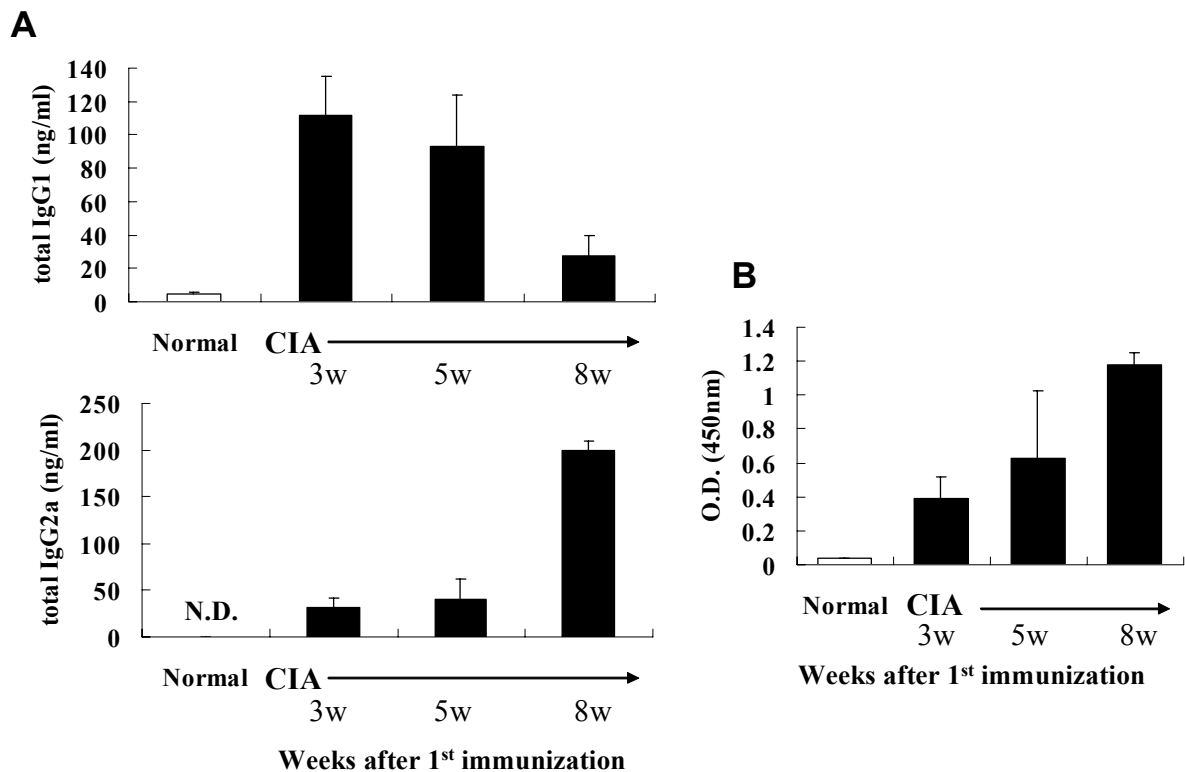 A
total IgG1 (ng/ml)
140
120
100
80
60
40
20
0
Normal CIA
3w 5w 8w
total IgG2a (ng/ml)
250
200
150
100
50
0
N.D.
Normal CIA
3w 5w 8w
Weeks after 1st immunization
B
O.D. (450nm)
1.4
1.2
1
0.8
0.6
0.4
0.2
0
Normal CIA
3w 5w 8w
Weeks after 1st immunization